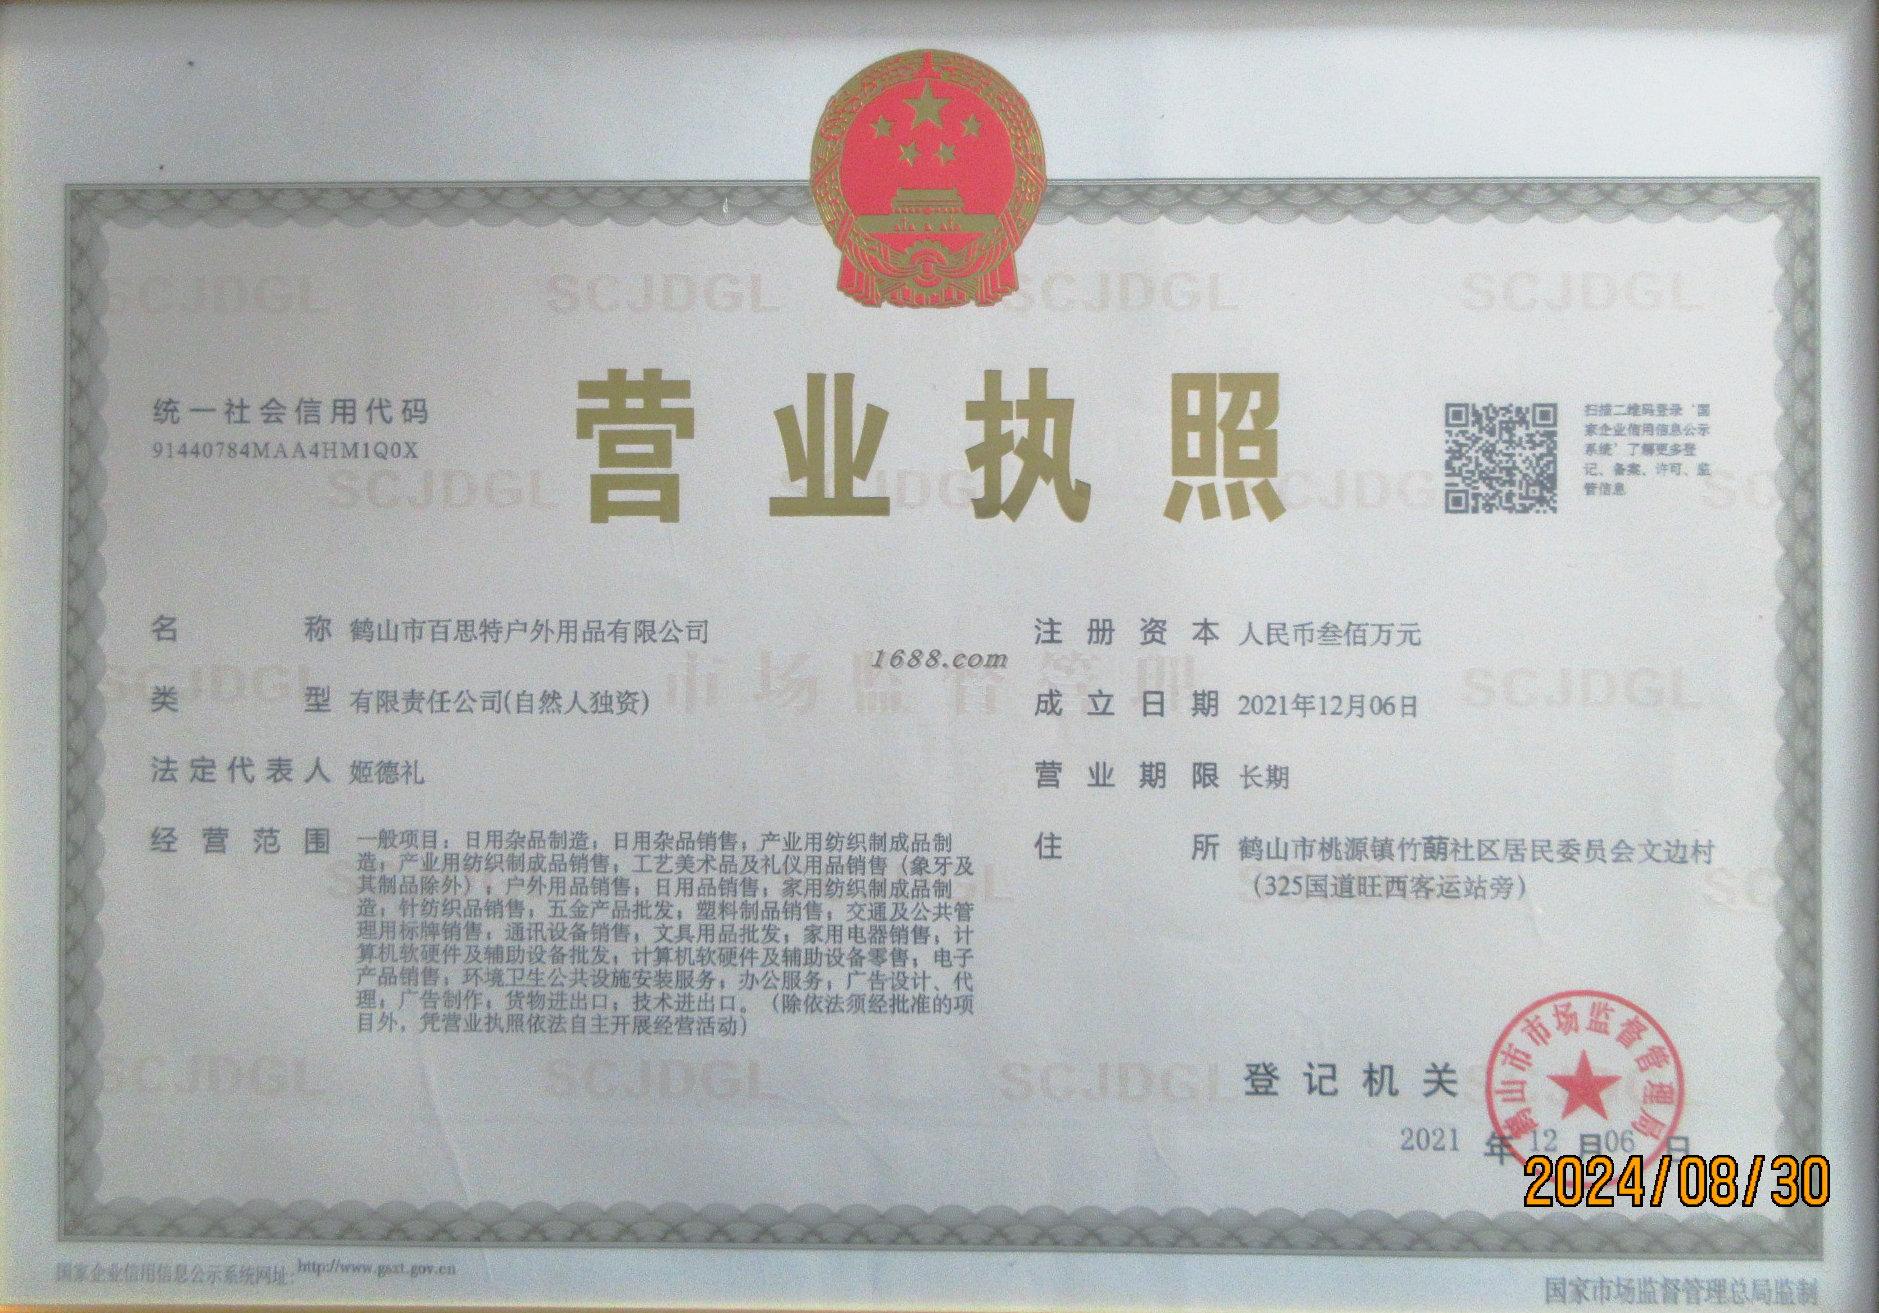 营业执照
统一社会信用代码
91440784MAA4HM1Q0X
扫描二维码登录‘国
家企业信用信息公示
系统’了解更多登
记、备案、许可、监
管信息
名称 鹤山市百思特户外用品有限公司
类型 有限责任公司(自然人独资)
法定代表人 姬德礼
经营范围 一般项目：日用杂品制造；日用杂品销售；产业用纺织制成品制
造；产业用纺织制成品销售；工艺美术品及礼仪用品销售（象牙及
其制品除外）；户外用品销售；日用品销售；家用纺织制成品制
造；针纺织品销售；五金产品批发；塑料制品销售；交通及公共管
理用标牌销售；通讯设备销售；文具用品批发；家用电器销售；计
算机软硬件及辅助设备批发；计算机软硬件及辅助设备零售；电子
产品销售；环境卫生公共设施安装服务；办公服务；广告设计、代
理；广告制作；货物进出口；技术进出口。（除依法须经批准的项
目外，凭营业执照依法自主开展经营活动）
1688.com
注册资本 人民币叁佰万元
成立日期 2021年12月06日
营业期限 长期
住所 鹤山市桃源镇竹蓢社区居民委员会文边村
（325国道旺西客运站旁）
登记机关
鹤山市市场监督管理局
2021年12月06日
2024/08/30
国家企业信用信息公示系统网址：http://www.gsxt.gov.cn
国家市场监督管理总局监制
SCJDGL
市场监督管理